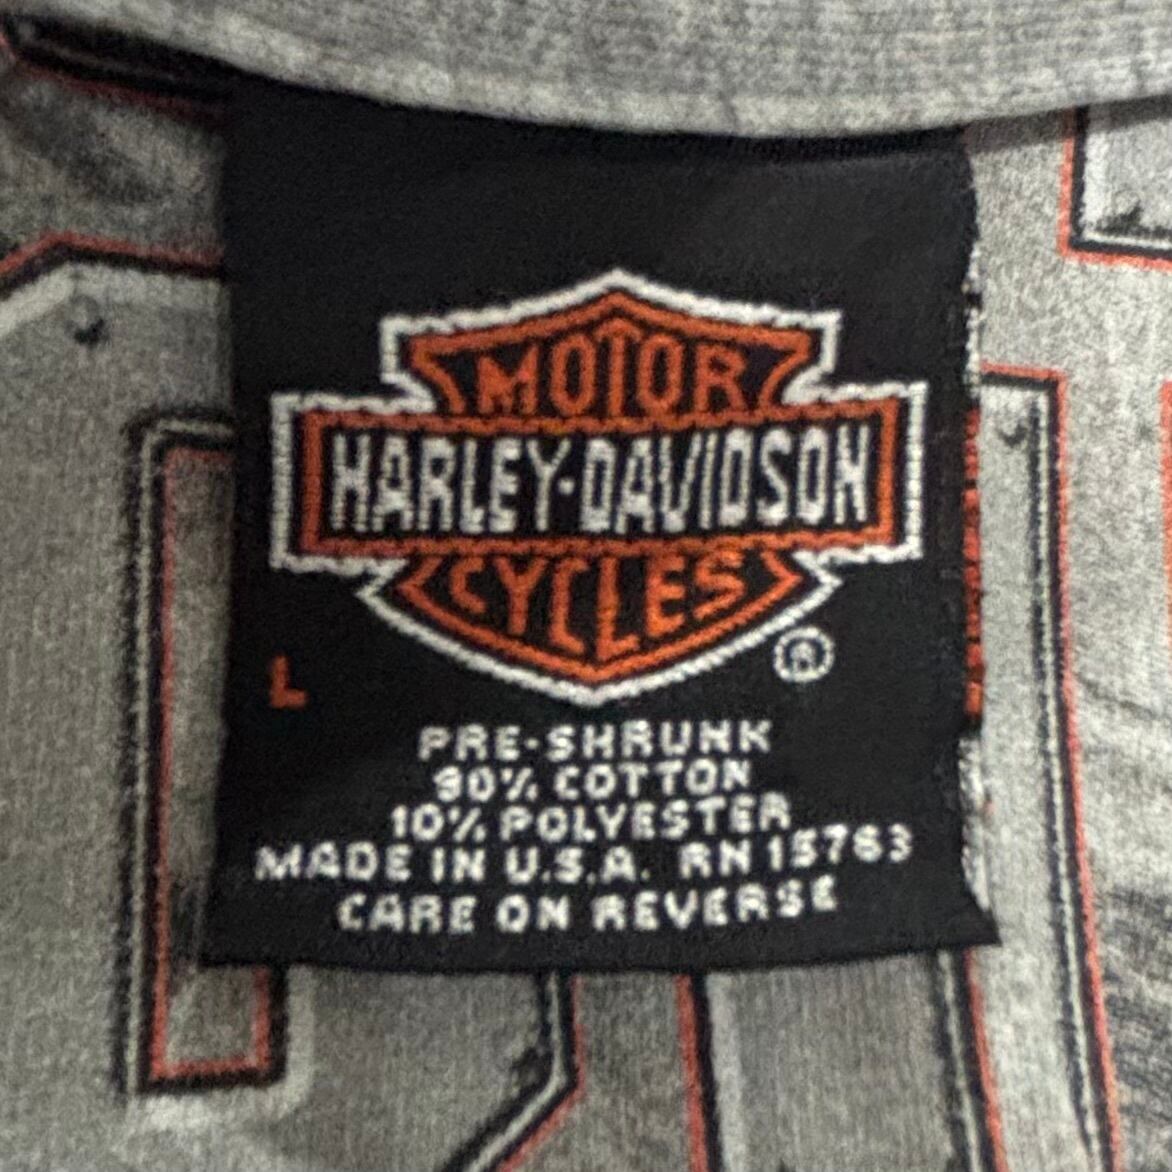 MOTOR
HARLEY-DAVIDSON
CYCLES
®
L
PRE-SHRUNK
90% COTTON
10% POLYESTER
MADE IN U.S.A. RN 15763
CARE ON REVERSE